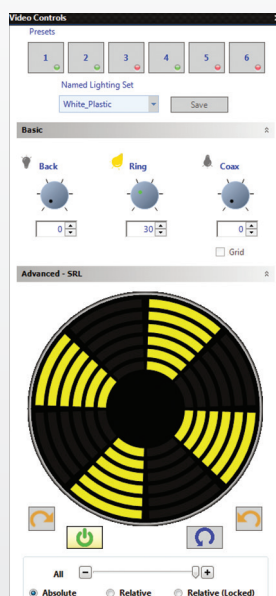 Video Controls
Presets
1 2 3 4 5 6
Named Lighting Set
White_Plastic Save
Basic
Back Ring Coax
0 30 0
Grid
Advanced - SRL
All
Absolute Relative Relative (Locked)